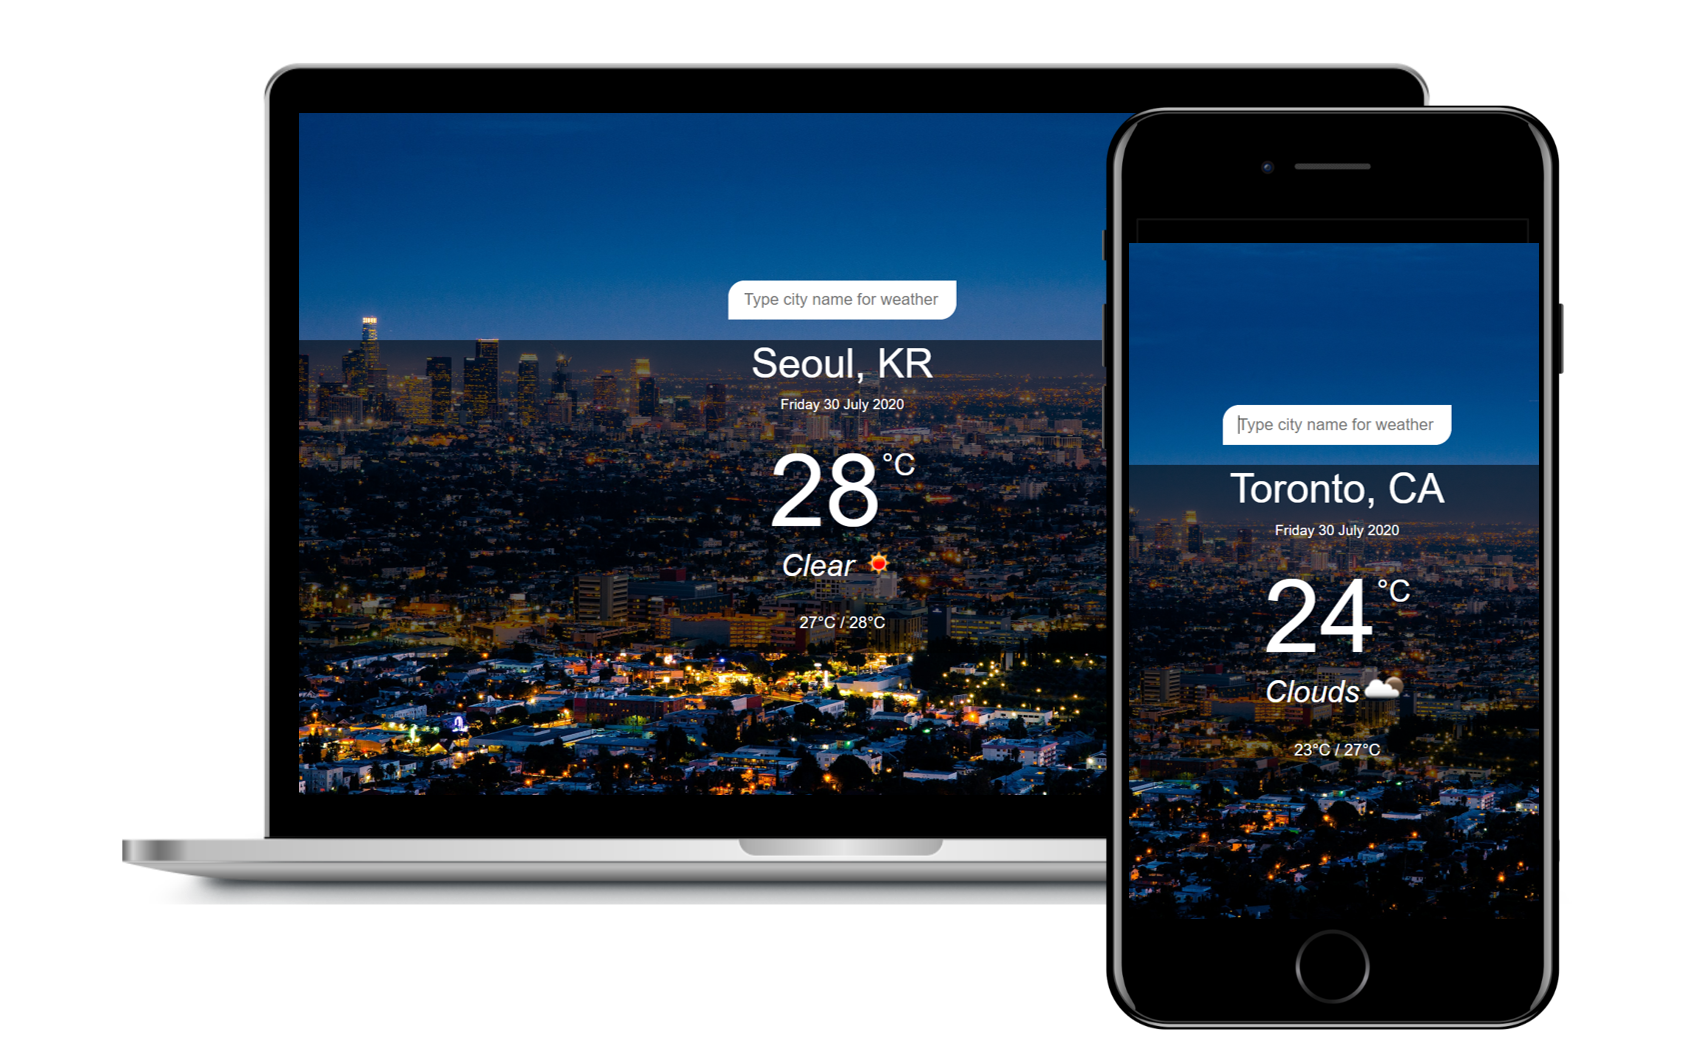 Type city name for weather
Seoul, KR
Friday 30 July 2020
28°C
Clear
27°C / 28°C
Type city name for weather
Toronto, CA
Friday 30 July 2020
24°C
Clouds
23°C / 27°C